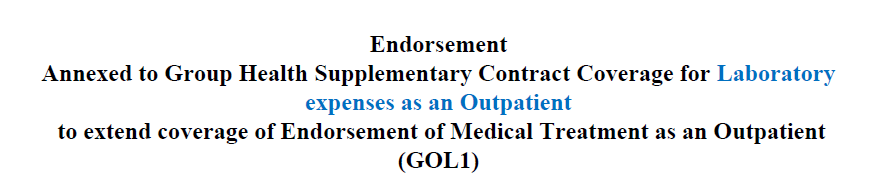 Endorsement
Annexed to Group Health Supplementary Contract Coverage for Laboratory
expenses as an Outpatient
to extend coverage of Endorsement of Medical Treatment as an Outpatient
(GOL1)